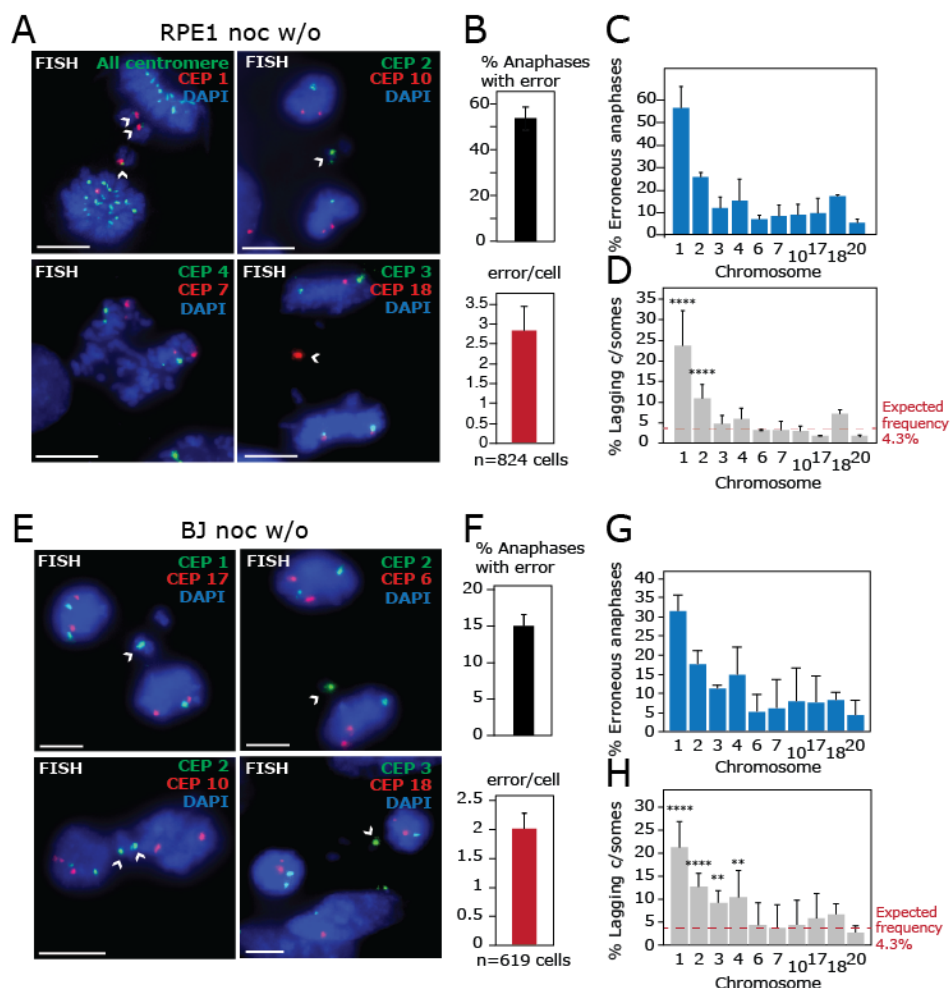 A
RPE1 noc w/o
FISH
All centromere
CEP 1
DAPI
FISH
CEP 2
CEP 10
DAPI
CEP 4
FISH
CEP 7
DAPI
FISH
CEP 3
CEP 18
DAPI
B
% Anaphases
with error
60
40
20
0
error/cell
3.5
3
2.5
2
1.5
1
0.5
0
n=824 cells
C
% Erroneous anaphases
60
50
40
30
20
10
1 2 3 4 6 7 10 17 18 20
Chromosome
D
% Lagging c/somes
35
30
25
20
15
10
5
0
****
****
Expected
frequency
4.3%
1 2 3 4 6 7 10 17 18 20
Chromosome
E
BJ noc w/o
FISH
CEP 1
CEP 17
DAPI
FISH
CEP 2
CEP 6
DAPI
FISH
CEP 2
CEP 10
DAPI
FISH
CEP 3
CEP 18
DAPI
F
% Anaphases
with error
20
15
10
5
0
error/cell
2.5
2
1.5
1
0.5
0
n=619 cells
G
% Erroneous anaphases
40
35
30
25
20
15
10
5
0
1 2 3 4 6 7 10 17 18 20
Chromosome
H
% Lagging c/somes
30
25
20
15
10
5
0
****
****
**
**
Expected
frequency
4.3%
1 2 3 4 6 7 10 17 18 20
Chromosome